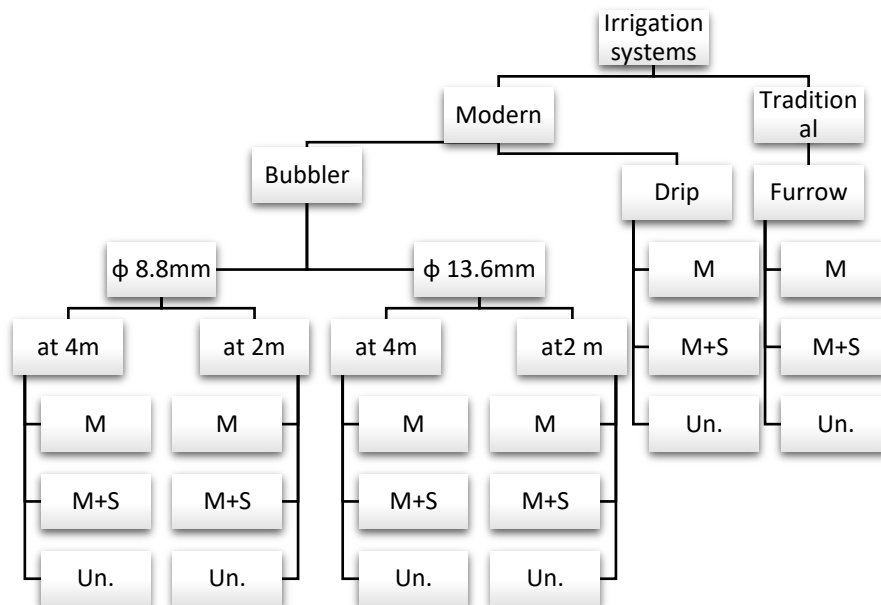 Irrigation
systems
Modern
Tradition
al
Bubbler
Drip
Furrow
ф 8.8mm
ф 13.6mm
M
M
at 4m
at 2m
at 4m
at2 m
M+S
M+S
M
M
M
M
Un.
Un.
M+S
M+S
M+S
M+S
Un.
Un.
Un.
Un.